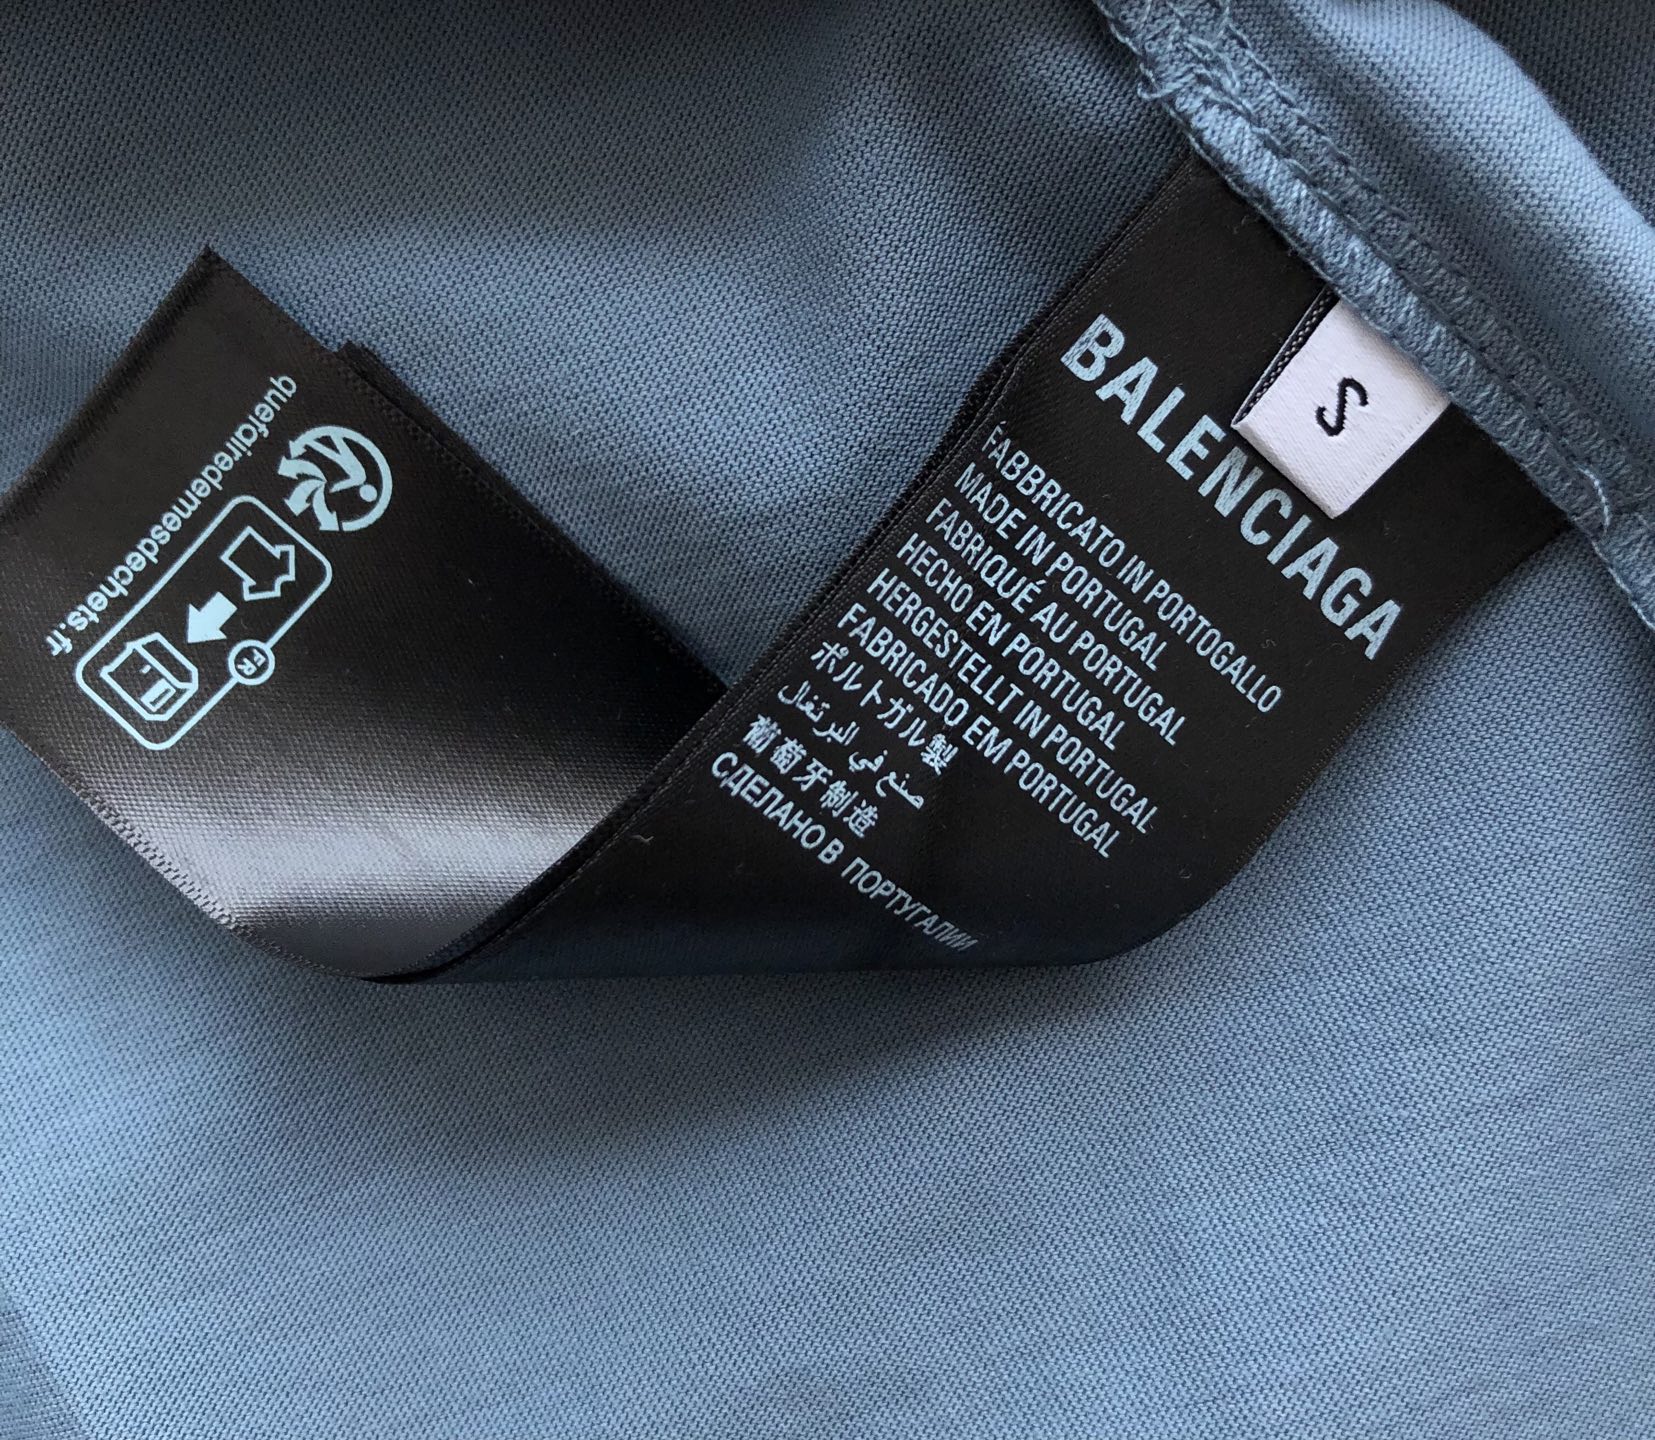 BALENCIAGA
S
FABBRICATO IN PORTOGALLO
MADE IN PORTUGAL
FABRIQUÉ AU PORTUGAL
HECHO EN PORTUGAL
HERGESTELLT IN PORTUGAL
FABRICADO EM PORTUGAL
ポルトガル製
صنع في البرتغال
葡萄牙制造
СДЕЛАНО В ПОРТУГАЛИИ
quefairedemesdechets.fr
FR